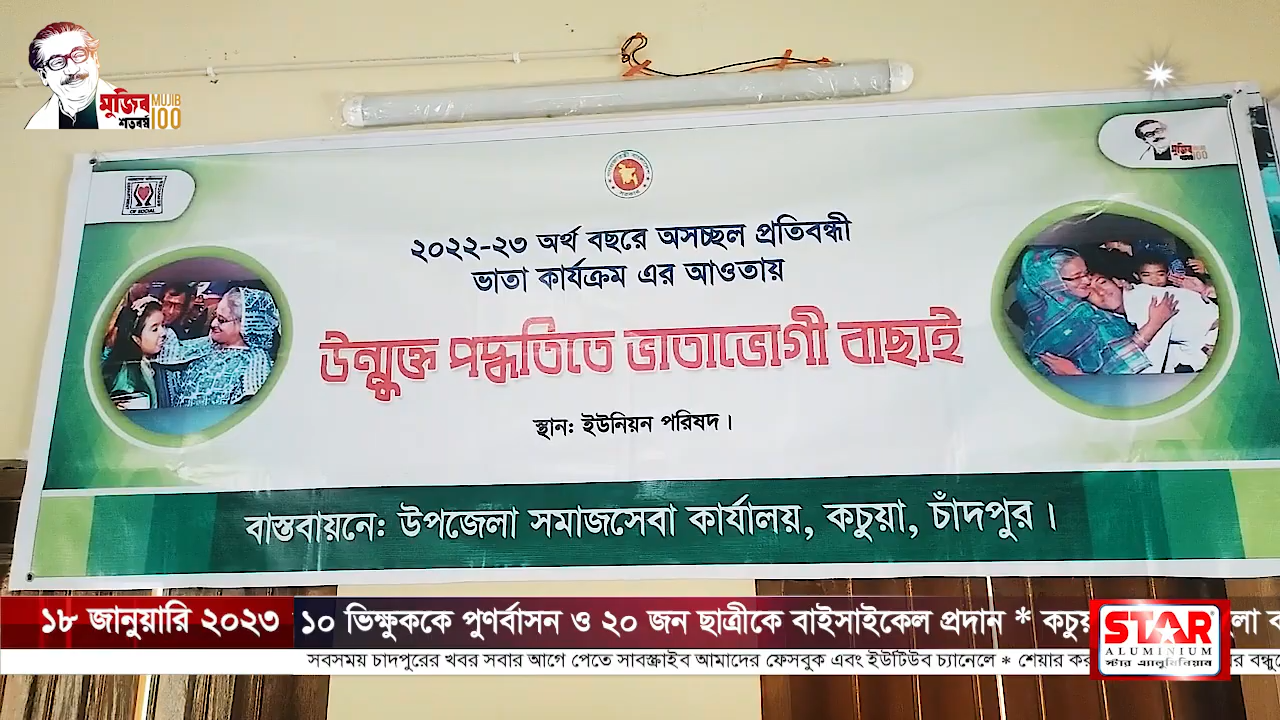 মুজিব MUJIB
শতবর্ষ 100
OF SOCIAL
২০২২-২৩ অর্থ বছরে অসচ্ছল প্রতিবন্ধী
ভাতা কার্যক্রম এর আওতায়
উন্মুক্ত পদ্ধতিতে ভাতাভোগী বাছাই
স্থান: ইউনিয়ন পরিষদ।
বাস্তবায়নে: উপজেলা সমাজসেবা কার্যালয়, কচুয়া, চাঁদপুর।
১৮ জানুয়ারি ২০২৩ ১০ ভিক্ষুককে পুণর্বাসন ও ২০ জন ছাত্রীকে বাইসাইকেল প্রদান *
সবসময় চাঁদপুরের খবর সবার আগে পেতে সাবস্ক্রাইব আমাদের ফেসবুক এবং ইউটিউব চ্যানেলে * শেয়ার
STAR
ALUMINIUM
স্টার এ্যালুমিনিয়াম